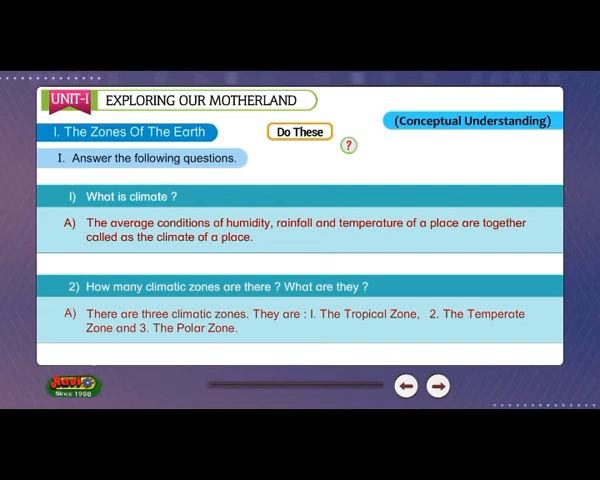 UNIT-I EXPLORING OUR MOTHERLAND
(Conceptual Understanding)
I. The Zones Of The Earth
Do These
?
I. Answer the following questions.
I) What is climate ?
A) The average conditions of humidity, rainfall and temperature of a place are together
called as the climate of a place.
2) How many climatic zones are there ? What are they ?
A) There are three climatic zones. They are : I. The Tropical Zone, 2. The Temperate
Zone and 3. The Polar Zone.
Since 1988